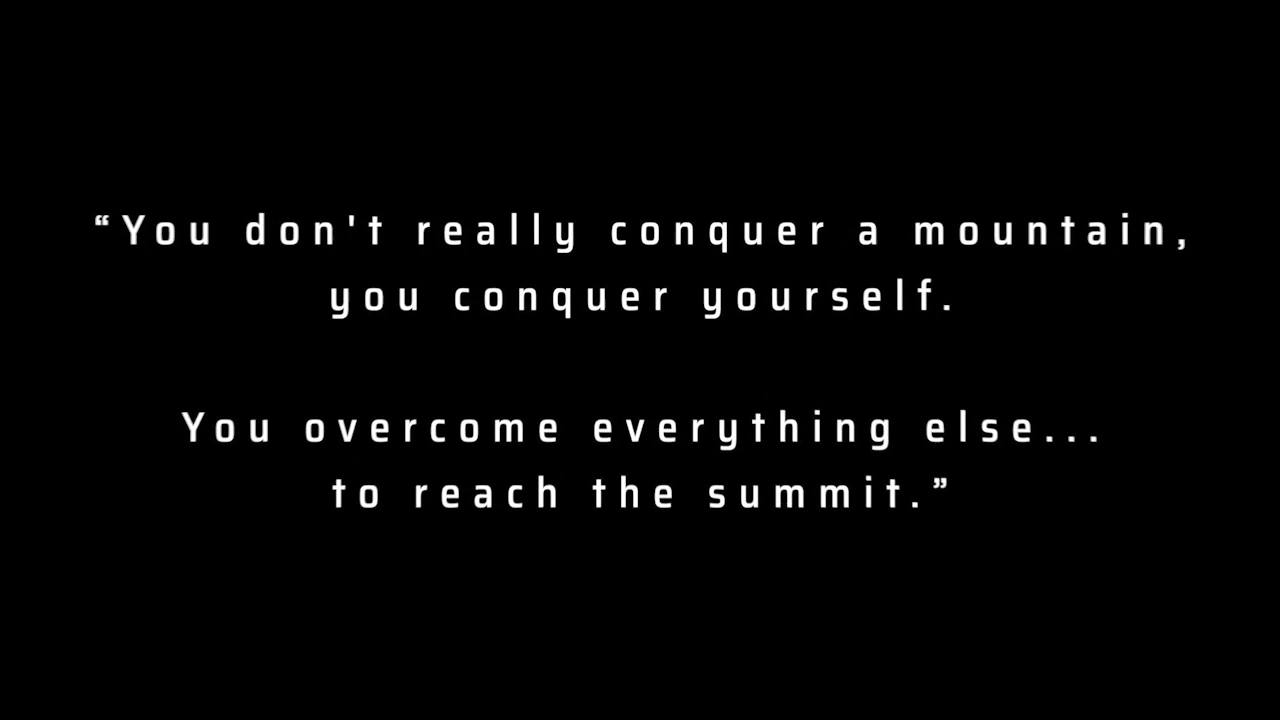 “You don't really conquer a mountain,
you conquer yourself.
You overcome everything else...
to reach the summit.”